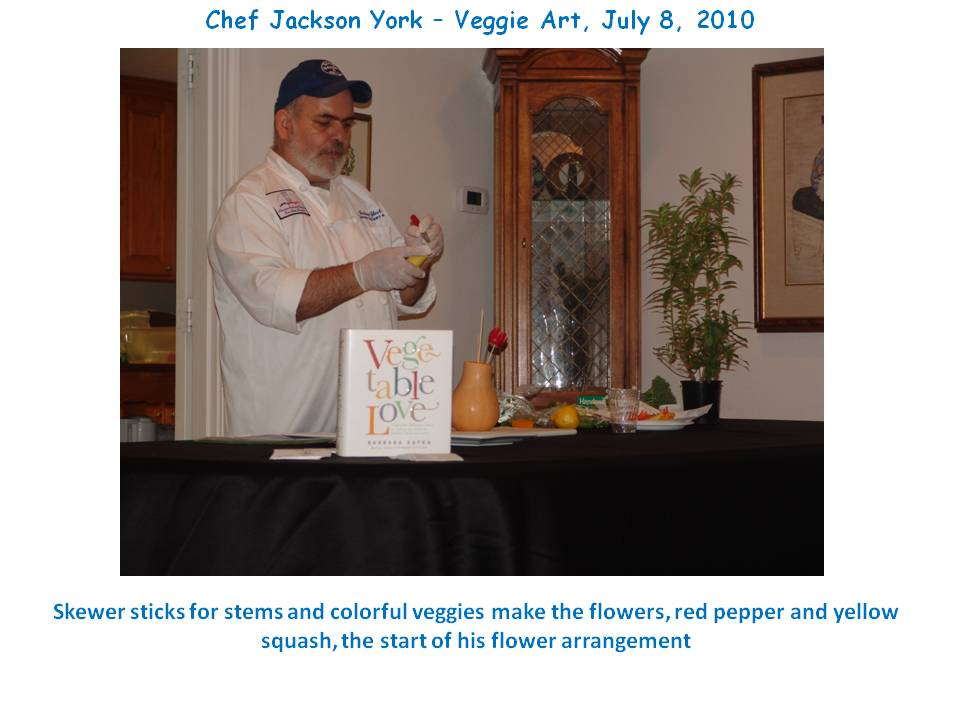 Chef Jackson York – Veggie Art, July 8, 2010
Vege
table
Love
BARBARA KAFKA
Skewer sticks for stems and colorful veggies make the flowers, red pepper and yellow
squash, the start of his flower arrangement